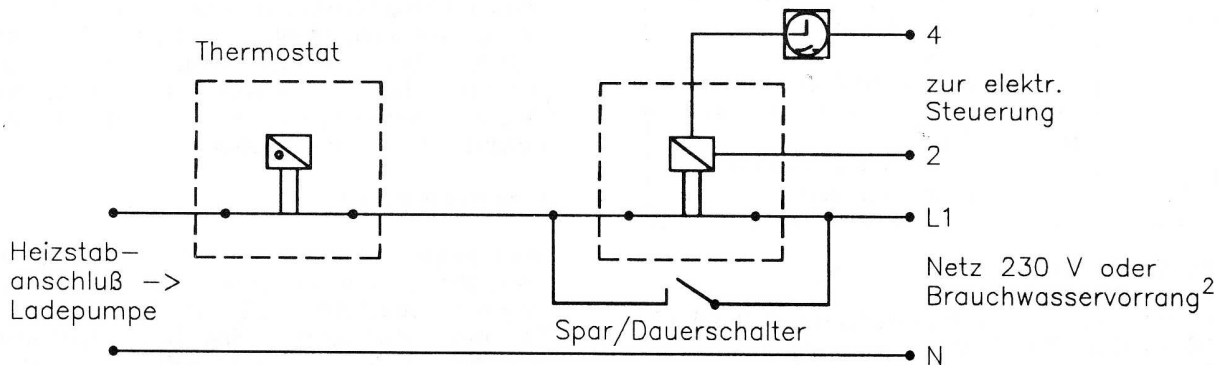 4
Thermostat
zur elektr.
Steuerung
2
L1
Heizstab-
anschluß ->
Ladepumpe
Netz 230 V oder
Brauchwasservorrang²
Spar/Dauerschalter
N